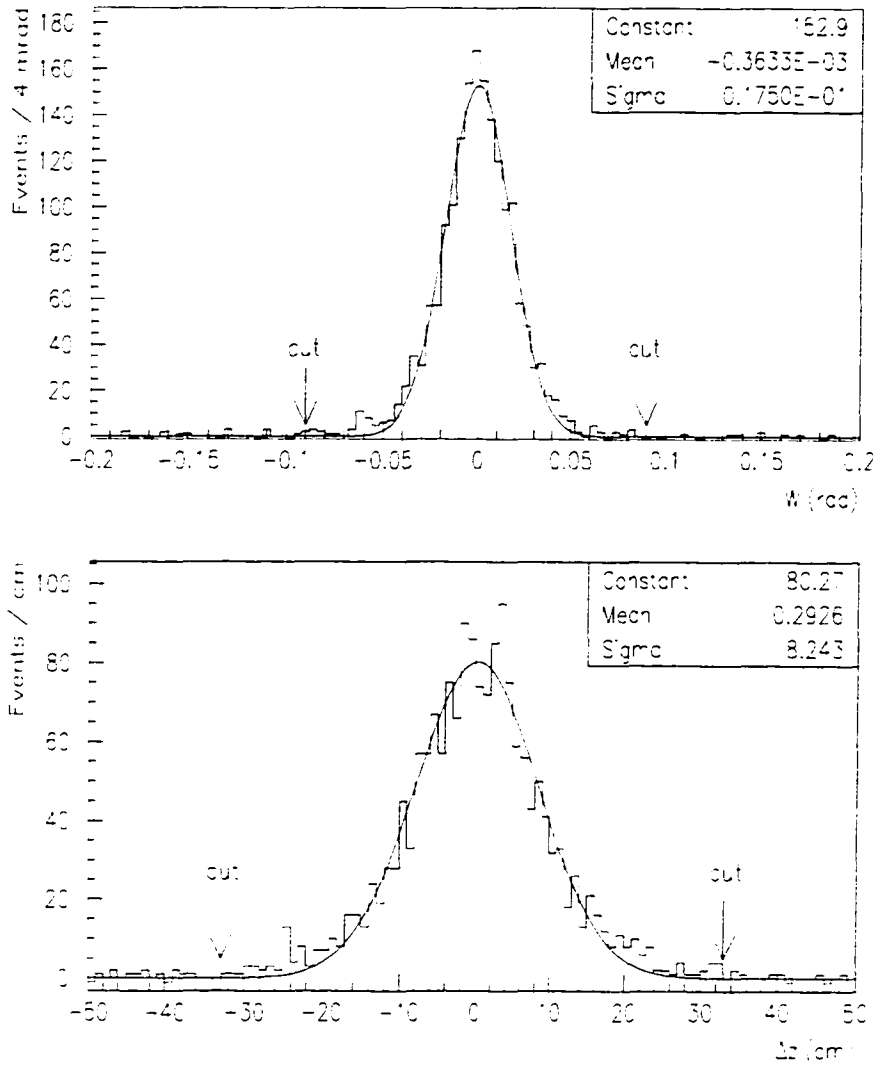 Events / 4 mrad
180
160
140
120
100
80
60
40
20
0
Constant 152.9
Mean -0.3633E-03
Sigma 0.1750E-01
cut
cut
-0.2 -0.15 -0.1 -0.05 0 0.05 0.1 0.15 0.2
W (rad)
Events / cm
100
80
60
40
20
0
Constant 80.27
Mean 0.2926
Sigma 8.243
cut
cut
-50 -40 -30 -20 -10 0 10 20 30 40 50
Δz (cm)